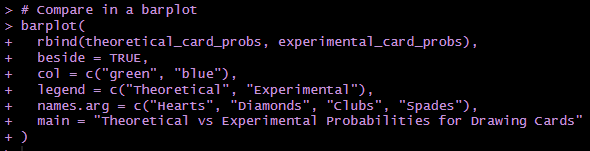 > # Compare in a barplot
> barplot(
+   rbind(theoretical_card_probs, experimental_card_probs),
+   beside = TRUE,
+   col = c("green", "blue"),
+   legend = c("Theoretical", "Experimental"),
+   names.arg = c("Hearts", "Diamonds", "Clubs", "Spades"),
+   main = "Theoretical vs Experimental Probabilities for Drawing Cards"
+ )